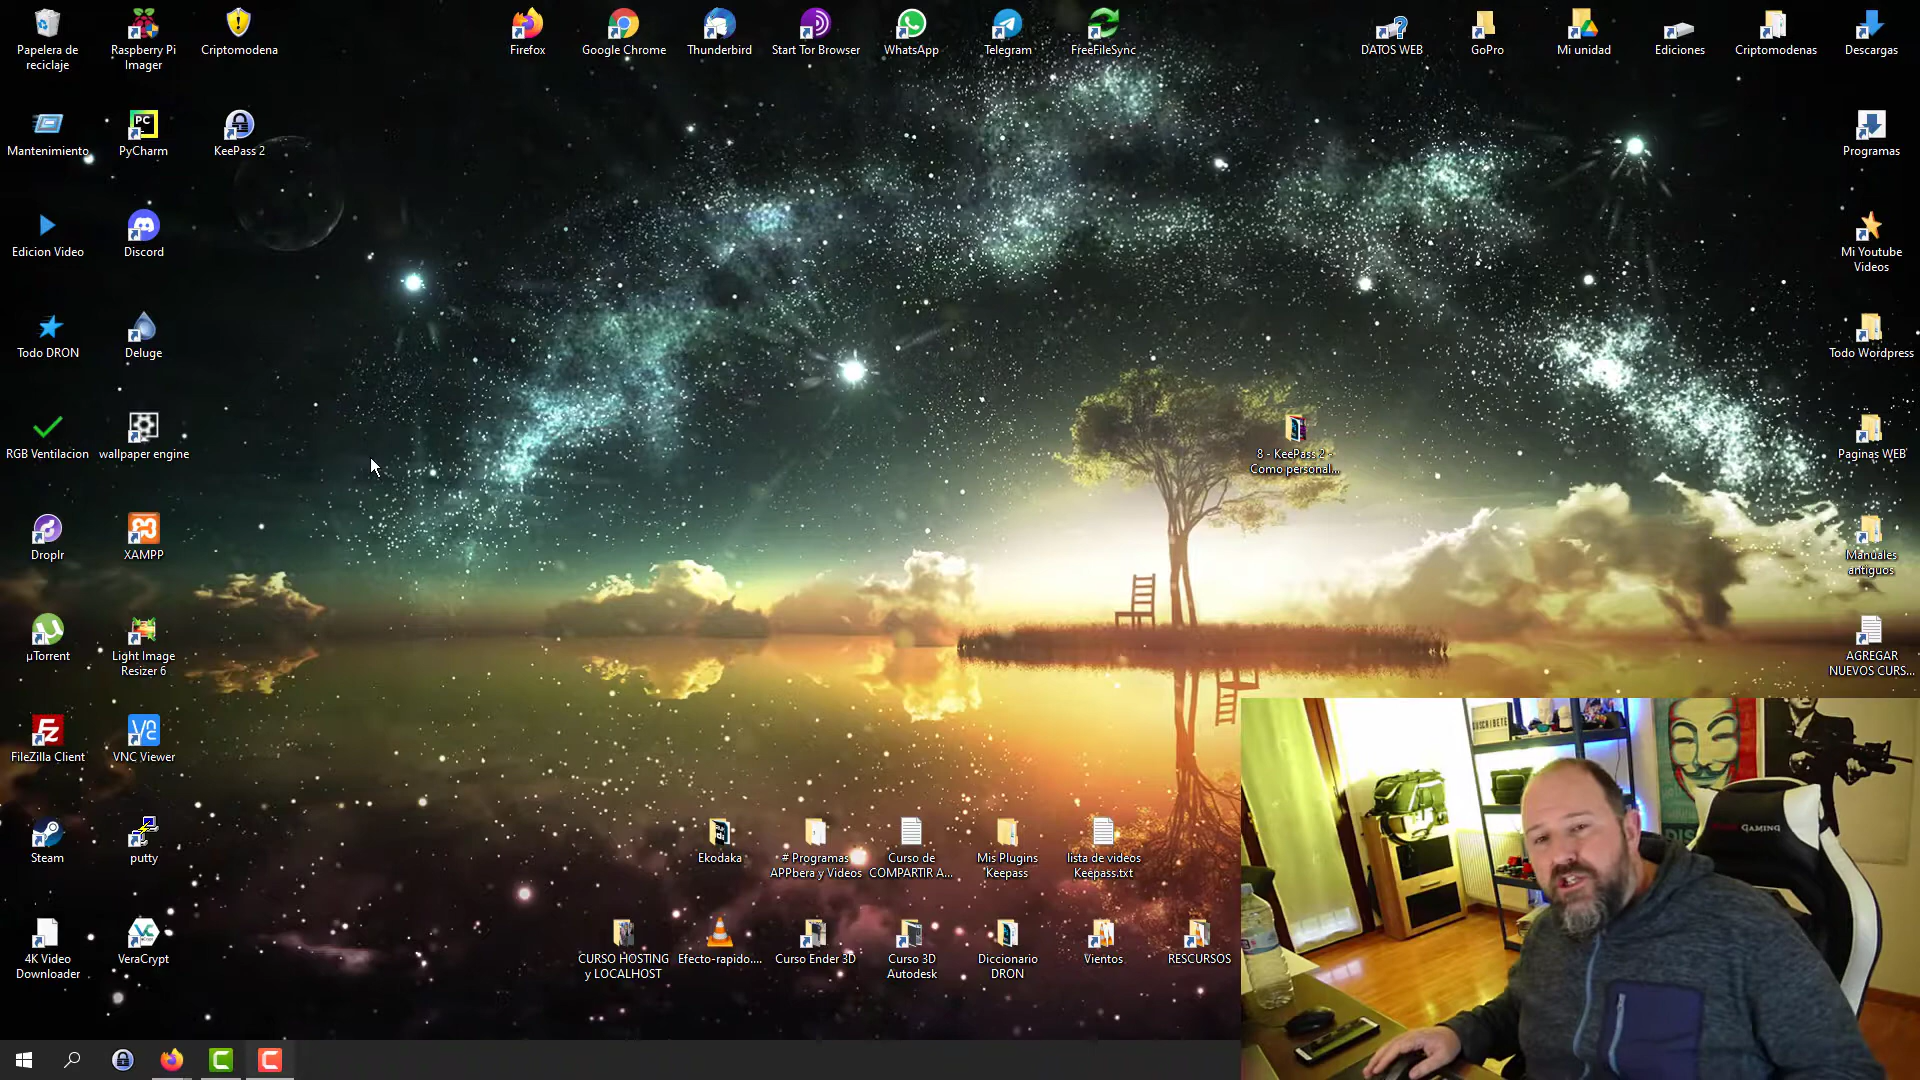 Papelera de
reciclaje
Raspberry Pi
Imager
Criptomodena
Firefox
Google Chrome
Thunderbird
Start Tor Browser
WhatsApp
Telegram
FreeFileSync
DATOS WEB
GoPro
Mi unidad
Ediciones
Criptomodenas
Descargas
Mantenimiento
PC
PyCharm
KeePass 2
Programas
Edicion Video
Discord
Mi Youtube
Videos
Todo DRON
Deluge
Todo Wordpress
RGB Ventilacion
wallpaper engine
8 - KeePass 2 -
Como personal...
Paginas WEB
Droplr
XAMPP
Manuales
antiguos
µTorrent
Light Image
Resizer 6
AGREGAR
NUEVOS CURS...
FileZilla Client
VNC Viewer
SUSCRIBETE
Steam
putty
Ekodaka
# Programas
APPbera y Videos
Curso de
COMPARTIR A...
Mis Plugins
Keepass
lista de videos
Keepass.txt
GAMING
4K Video
Downloader
VeraCrypt
CURSO HOSTING
y LOCALHOST
Efecto-rapido....
Curso Ender 3D
Curso 3D
Autodesk
Diccionario
DRON
Vientos
RESCURSOS